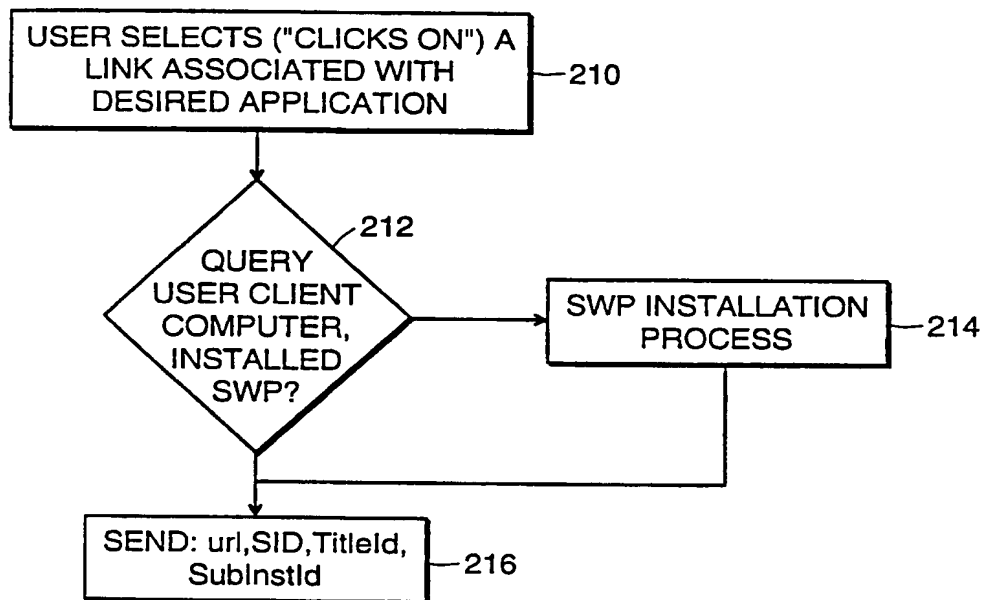 USER SELECTS ("CLICKS ON") A
LINK ASSOCIATED WITH
DESIRED APPLICATION
210
212
QUERY
USER CLIENT
COMPUTER,
INSTALLED
SWP?
SWP INSTALLATION
PROCESS
214
SEND: url,SID,TitleId,
SubInstId
216